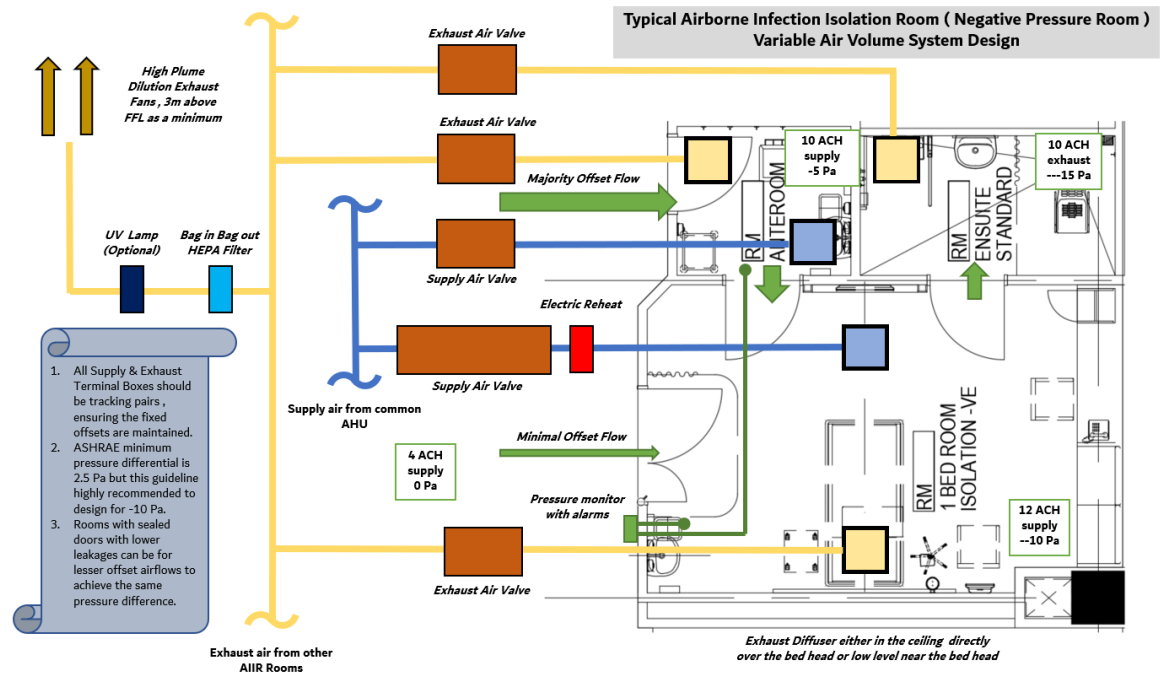 Typical Airborne Infection Isolation Room ( Negative Pressure Room )
Variable Air Volume System Design
Exhaust Air Valve
High Plume
Dilution Exhaust
Fans , 3m above
FFL as a minimum
Exhaust Air Valve
10 ACH
supply
-5 Pa
10 ACH
exhaust
---15 Pa
Majority Offset Flow
RM
ANTEROOM
RM
ENSUITE
STANDARD
UV Lamp
(Optional)
Bag in Bag out
HEPA Filter
Supply Air Valve
Electric Reheat
1. All Supply & Exhaust
Terminal Boxes should
be tracking pairs ,
ensuring the fixed
offsets are maintained.
2. ASHRAE minimum
pressure differential is
2.5 Pa but this guideline
highly recommended to
design for -10 Pa.
3. Rooms with sealed
doors with lower
leakages can be for
lesser offset airflows to
achieve the same
pressure difference.
Supply Air Valve
Supply air from common
AHU
Minimal Offset Flow
4 ACH
supply
0 Pa
RM
1 BED ROOM
ISOLATION -VE
Pressure monitor
with alarms
12 ACH
supply
--10 Pa
Exhaust Air Valve
Exhaust air from other
AIIR Rooms
Exhaust Diffuser either in the ceiling directly
over the bed head or low level near the bed head